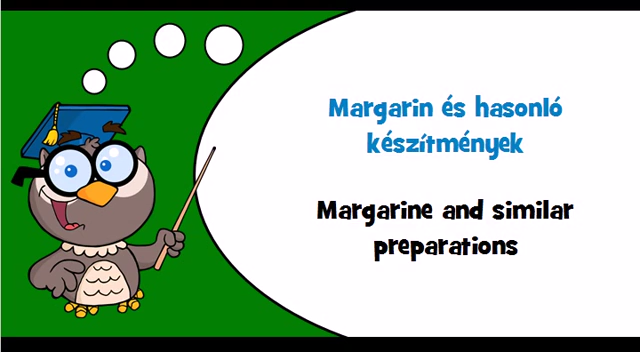 Margarin és hasonló
készítmények
Margarine and similar
preparations